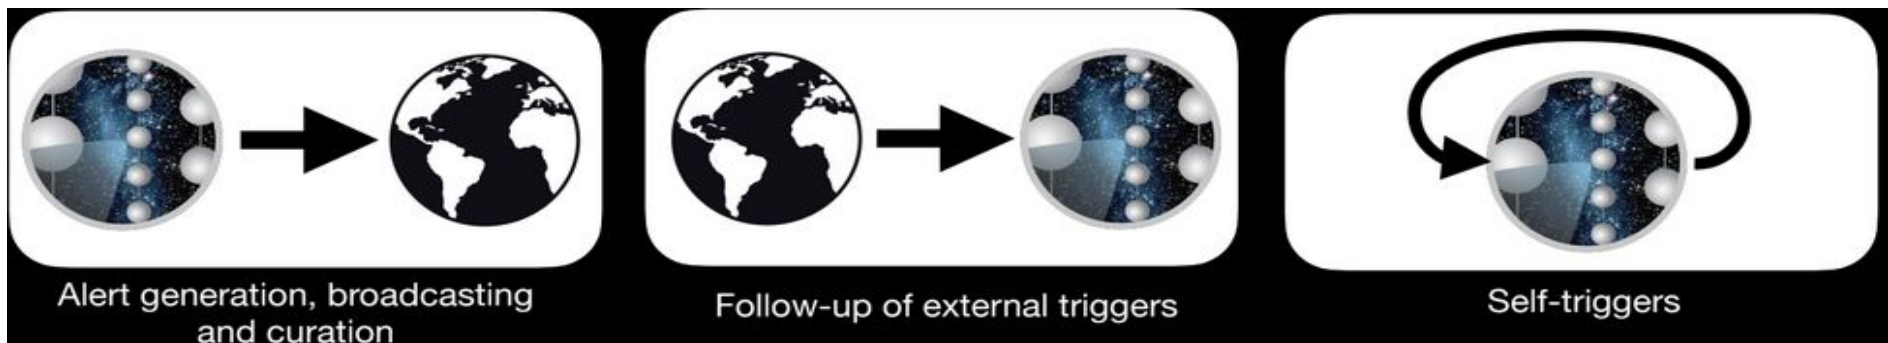 Alert generation, broadcasting
and curation
Follow-up of external triggers
Self-triggers